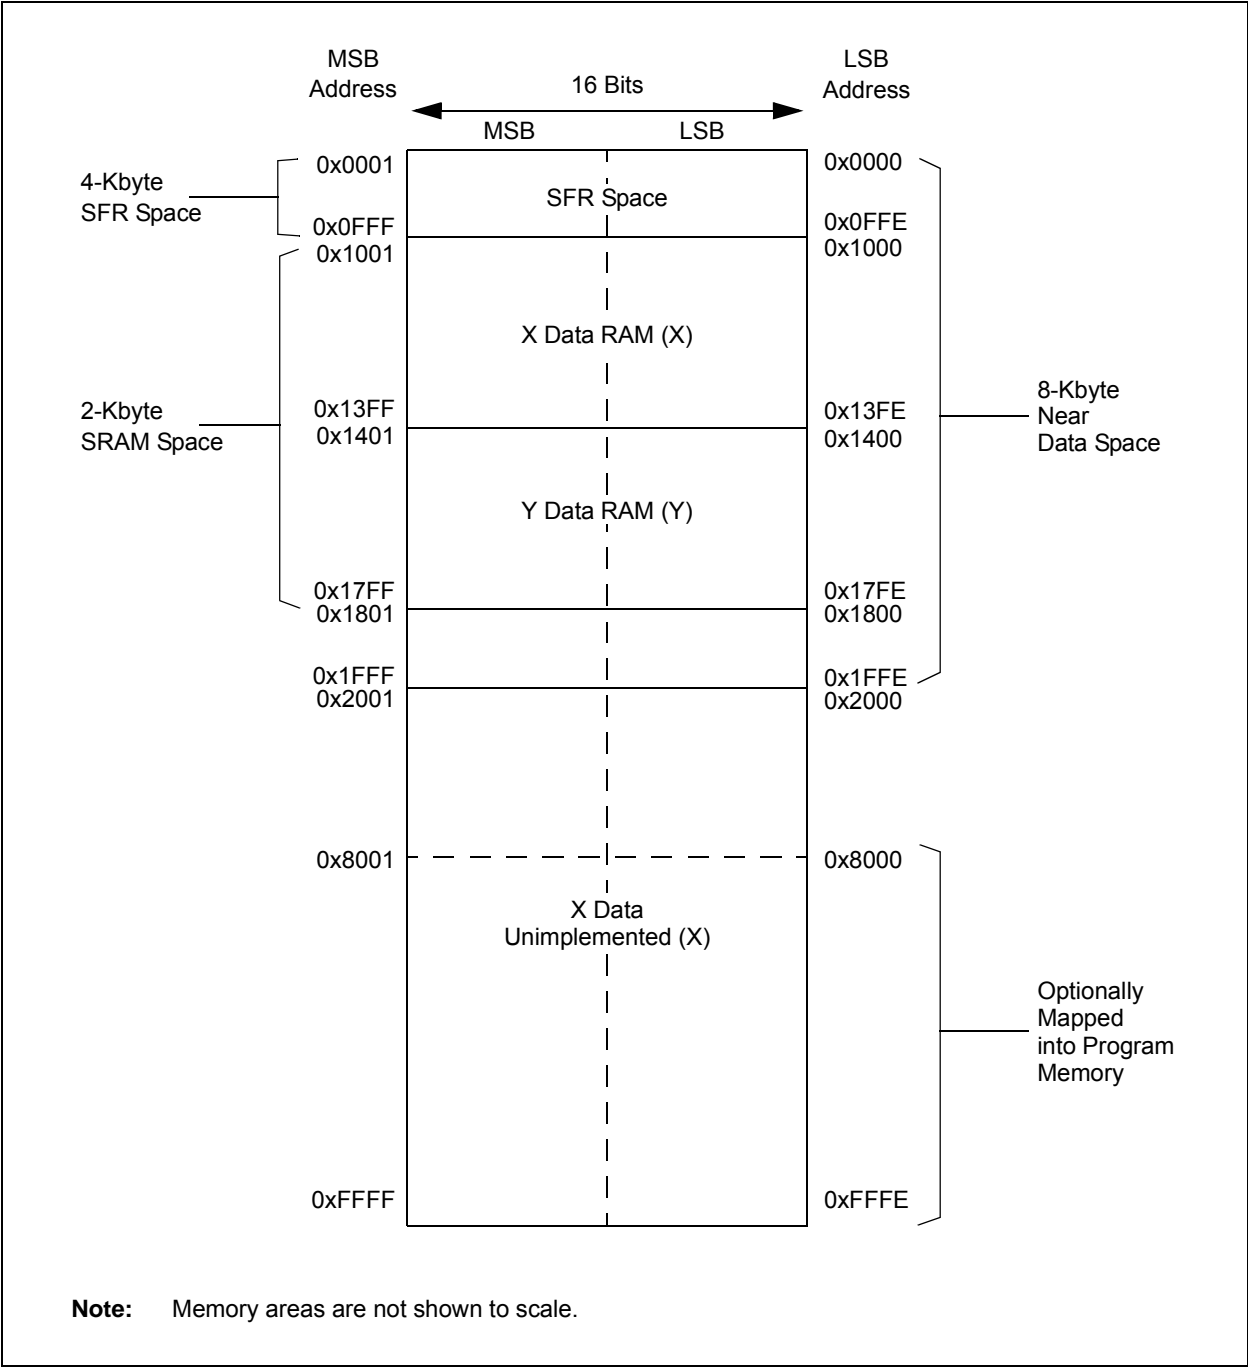 MSB
Address
16 Bits
LSB
Address
MSB
LSB
4-Kbyte
SFR Space
0x0001
0x0000
SFR Space
0x0FFF
0x0FFE
0x1001
0x1000
X Data RAM (X)
2-Kbyte
SRAM Space
0x13FF
0x13FE
0x1401
0x1400
8-Kbyte
Near
Data Space
Y Data RAM (Y)
0x17FF
0x17FE
0x1801
0x1800
0x1FFF
0x1FFE
0x2001
0x2000
0x8001
0x8000
X Data
Unimplemented (X)
Optionally
Mapped
into Program
Memory
0xFFFF
0xFFFE
Note: Memory areas are not shown to scale.